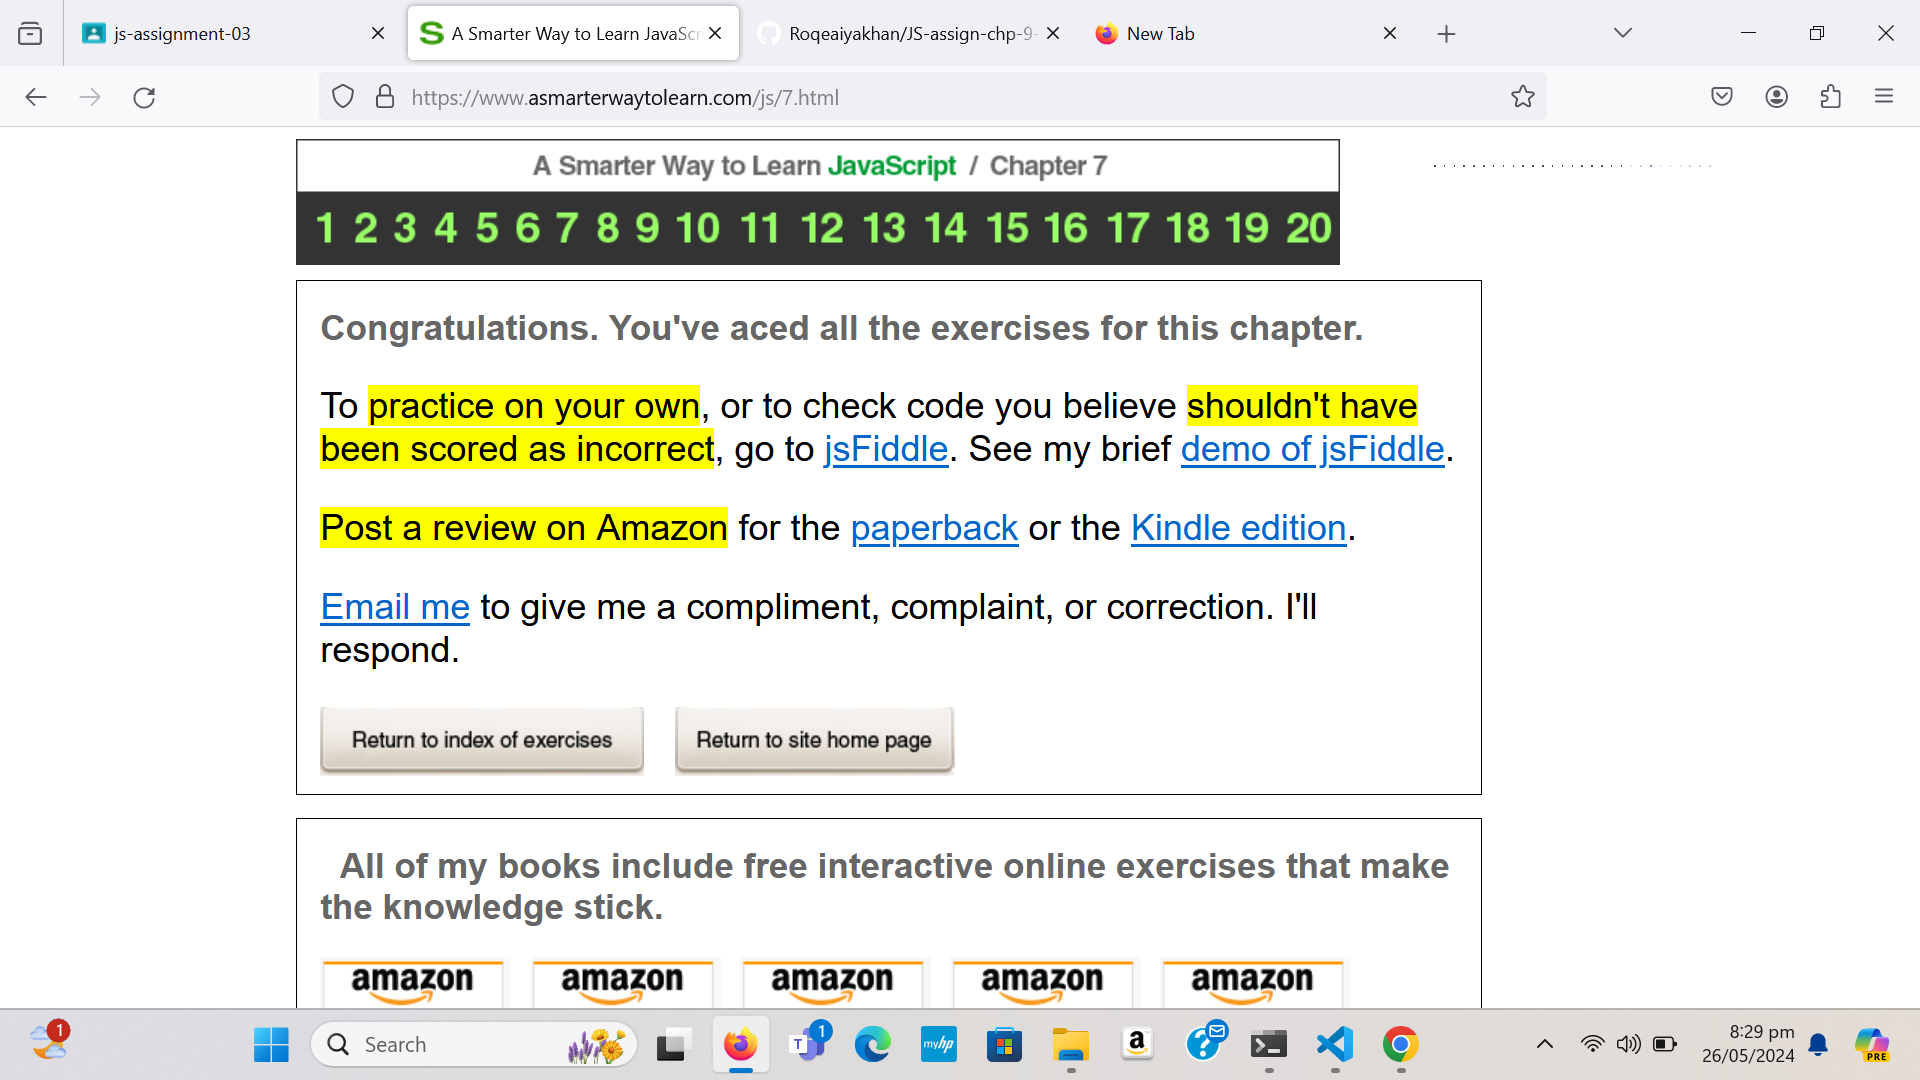 js-assignment-03
A Smarter Way to Learn JavaScr
Roqeaiyakhan/JS-assign-chp-9-
New Tab
https://www.asmarterwaytolearn.com/js/7.html
A Smarter Way to Learn JavaScript / Chapter 7
1 2 3 4 5 6 7 8 9 10 11 12 13 14 15 16 17 18 19 20
Congratulations. You've aced all the exercises for this chapter.
To practice on your own, or to check code you believe shouldn't have
been scored as incorrect, go to jsFiddle. See my brief demo of jsFiddle.
Post a review on Amazon for the paperback or the Kindle edition.
Email me to give me a compliment, complaint, or correction. I'll
respond.
Return to index of exercises
Return to site home page
All of my books include free interactive online exercises that make
the knowledge stick.
amazon amazon amazon amazon amazon
1
Search
T
1
myhp
a
?
8:29 pm
26/05/2024
PRE